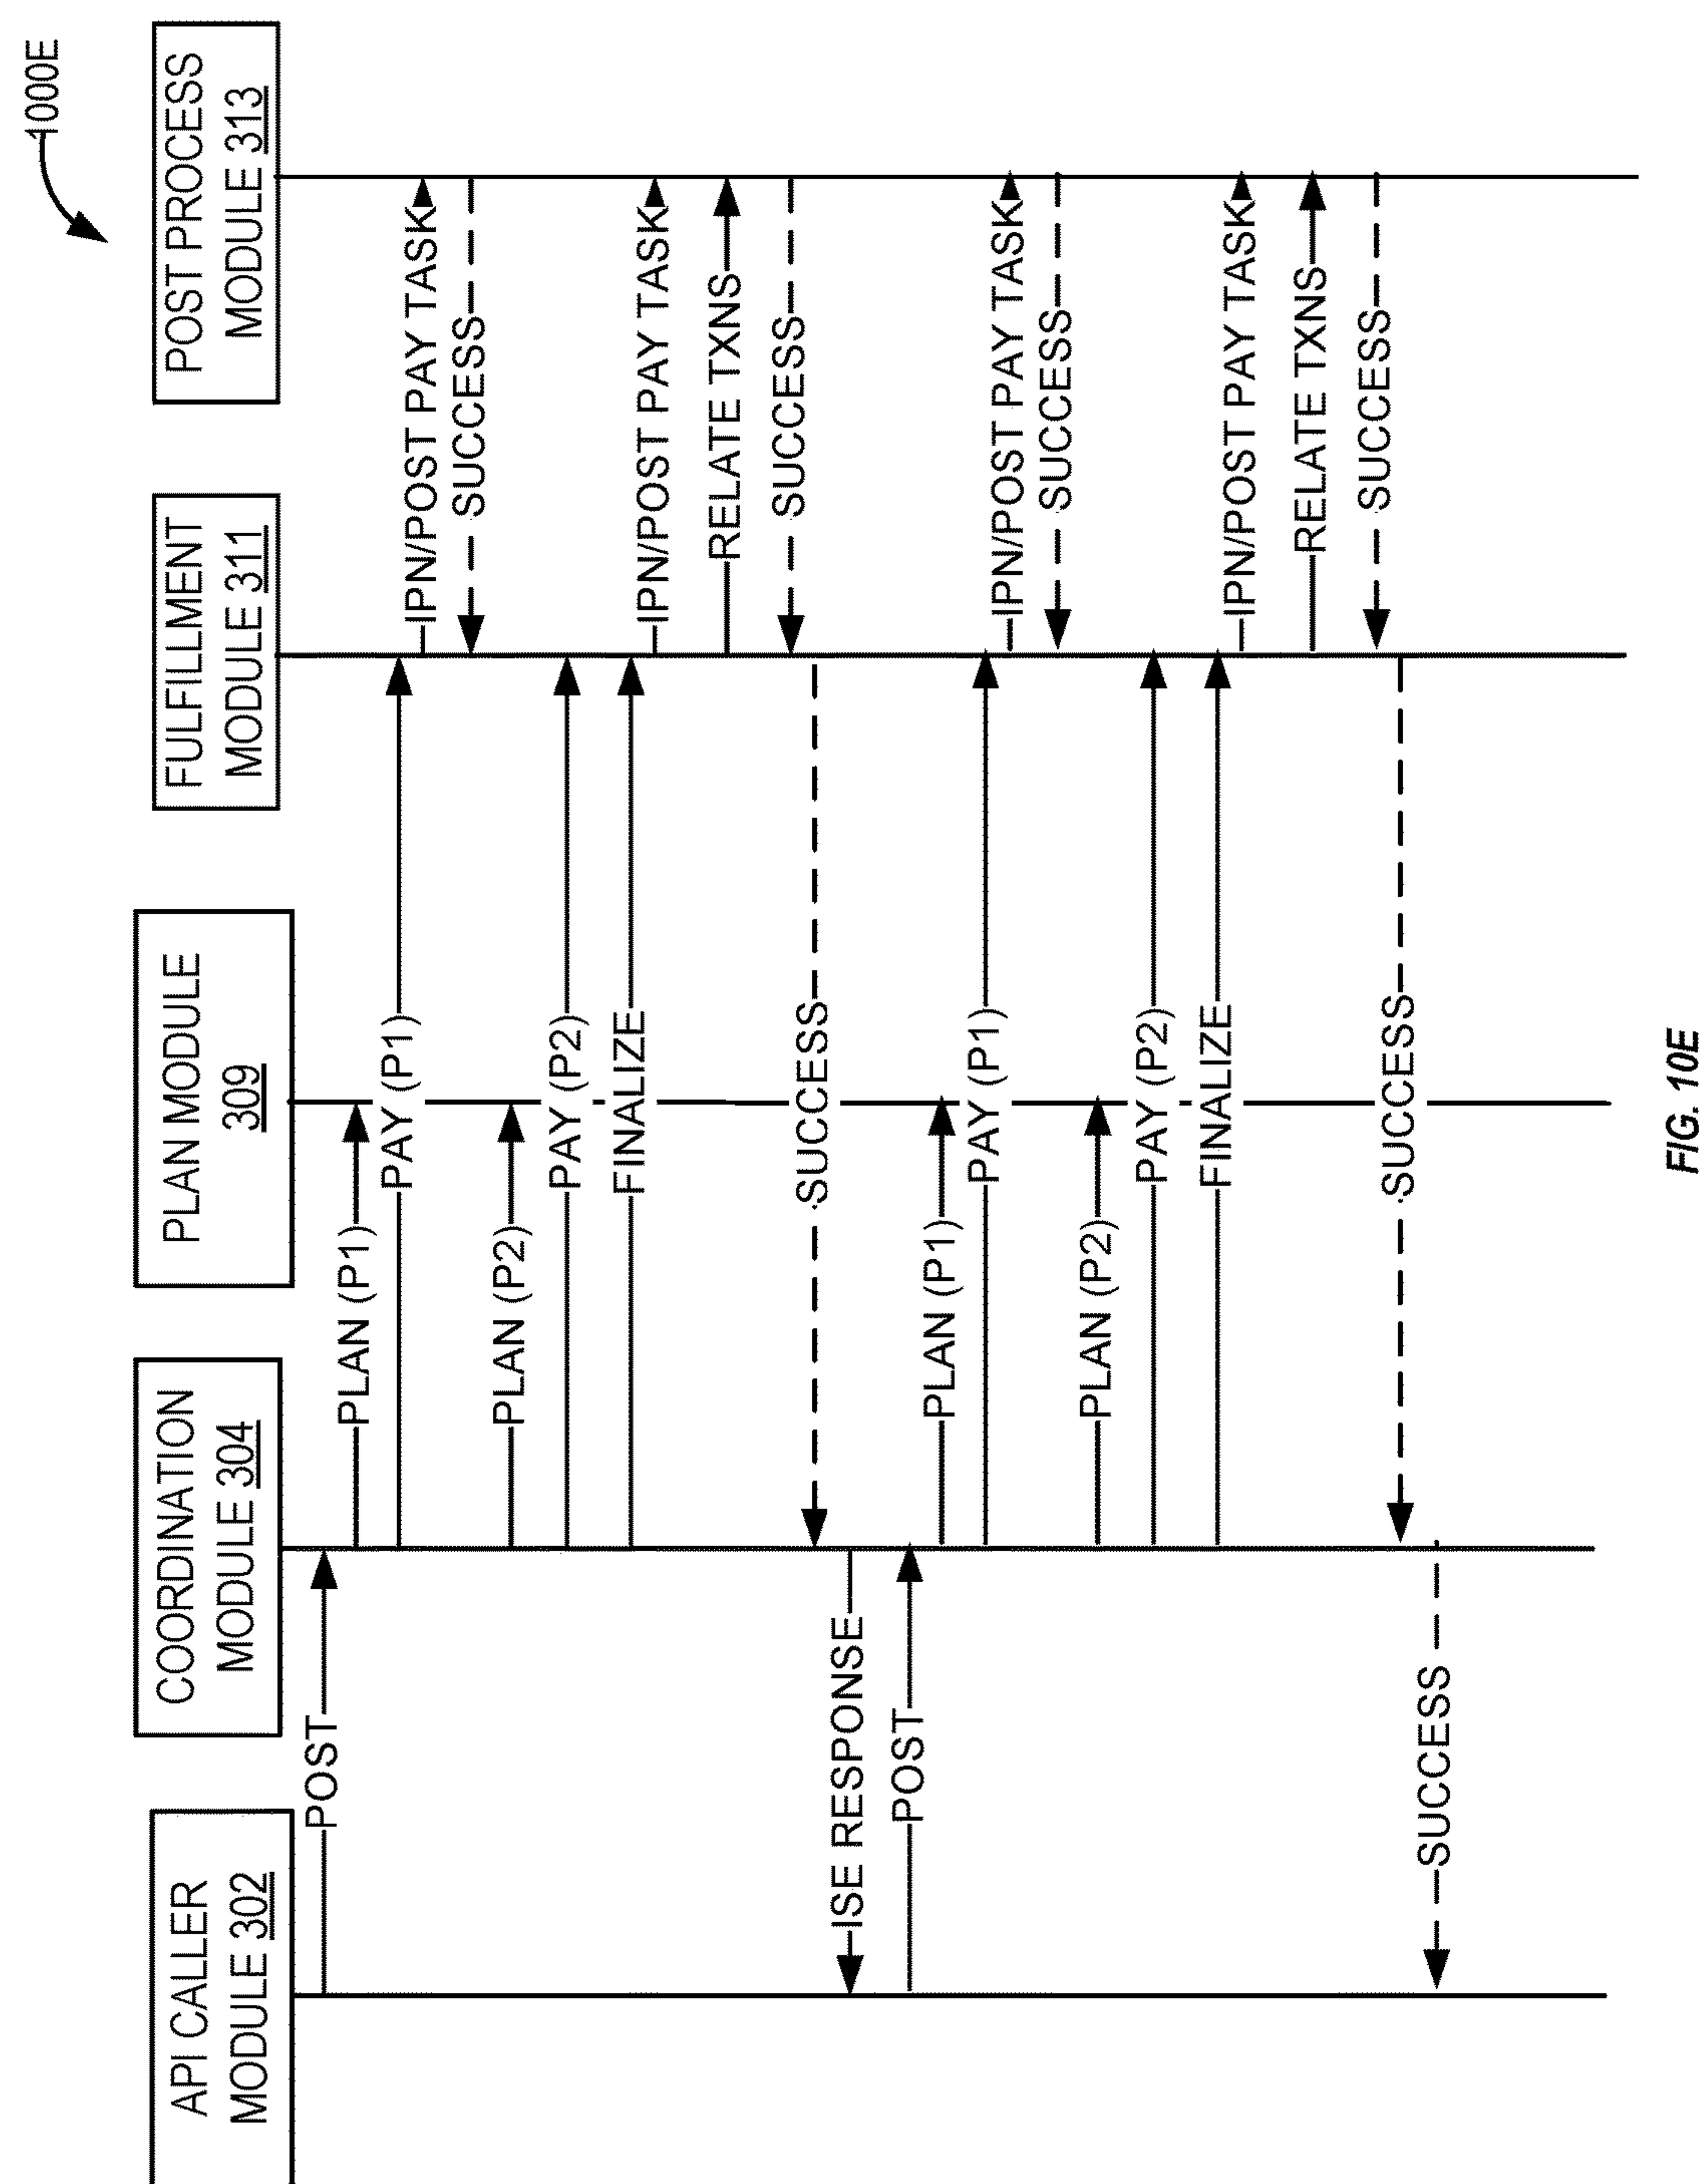 1000E
API CALLER
MODULE 302
COORDINATION
MODULE 304
PLAN MODULE
309
FULFILLMENT
MODULE 311
POST PROCESS
MODULE 313
POST
PLAN (P1)
PAY (P1)
IPN/POST PAY TASK
SUCCESS
PLAN (P2)
PAY (P2)
FINALIZE
IPN/POST PAY TASK
RELATE TXNS
SUCCESS
SUCCESS
ISE RESPONSE
POST
PLAN (P1)
PAY (P1)
IPN/POST PAY TASK
SUCCESS
PLAN (P2)
PAY (P2)
FINALIZE
IPN/POST PAY TASK
RELATE TXNS
SUCCESS
SUCCESS
SUCCESS
FIG. 10E